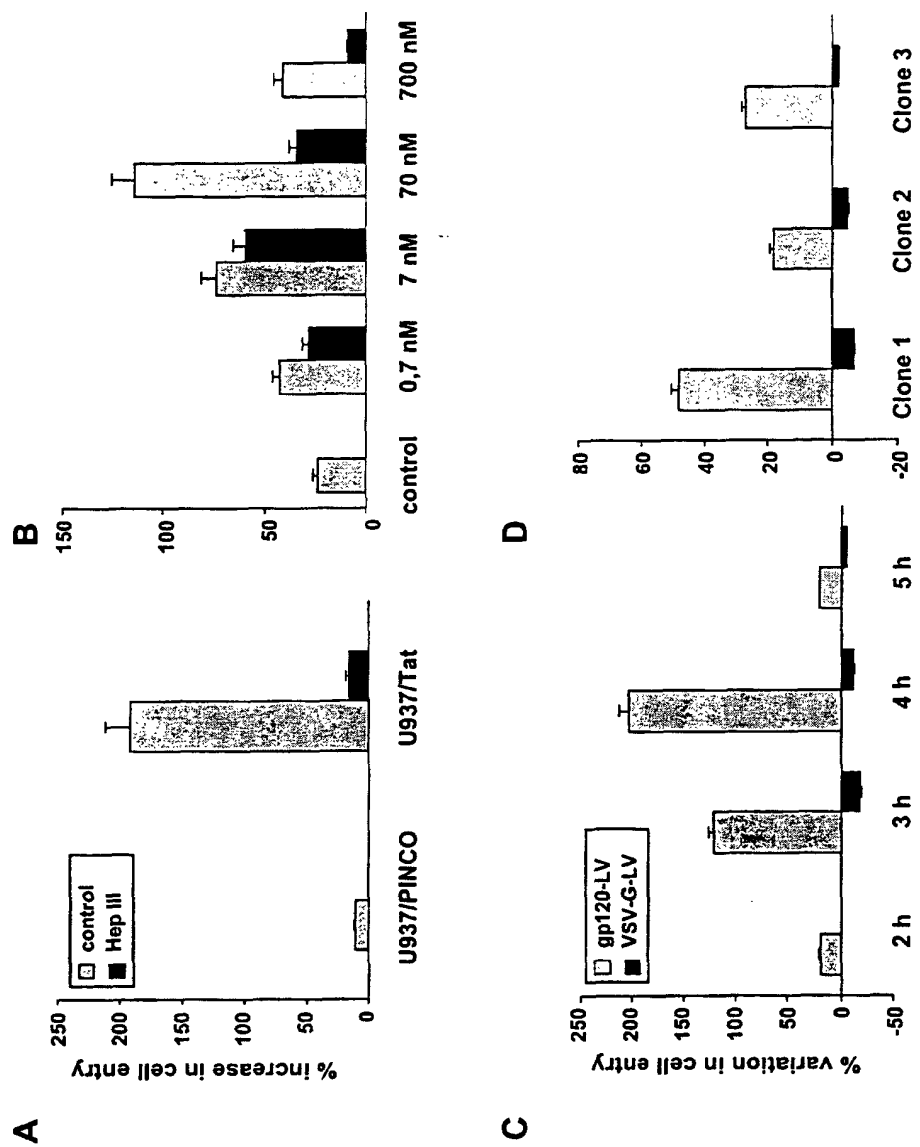 A
% increase in cell entry
250
200
150
100
50
0
control
Hep III
U937/PINCO
U937/Tat
B
150
100
50
0
control
0,7 nM
7 nM
70 nM
700 nM
C
% variation in cell entry
250
200
150
100
50
0
-50
gp120-LV
VSV-G-LV
2 h
3 h
4 h
5 h
D
80
60
40
20
0
-20
Clone 1
Clone 2
Clone 3